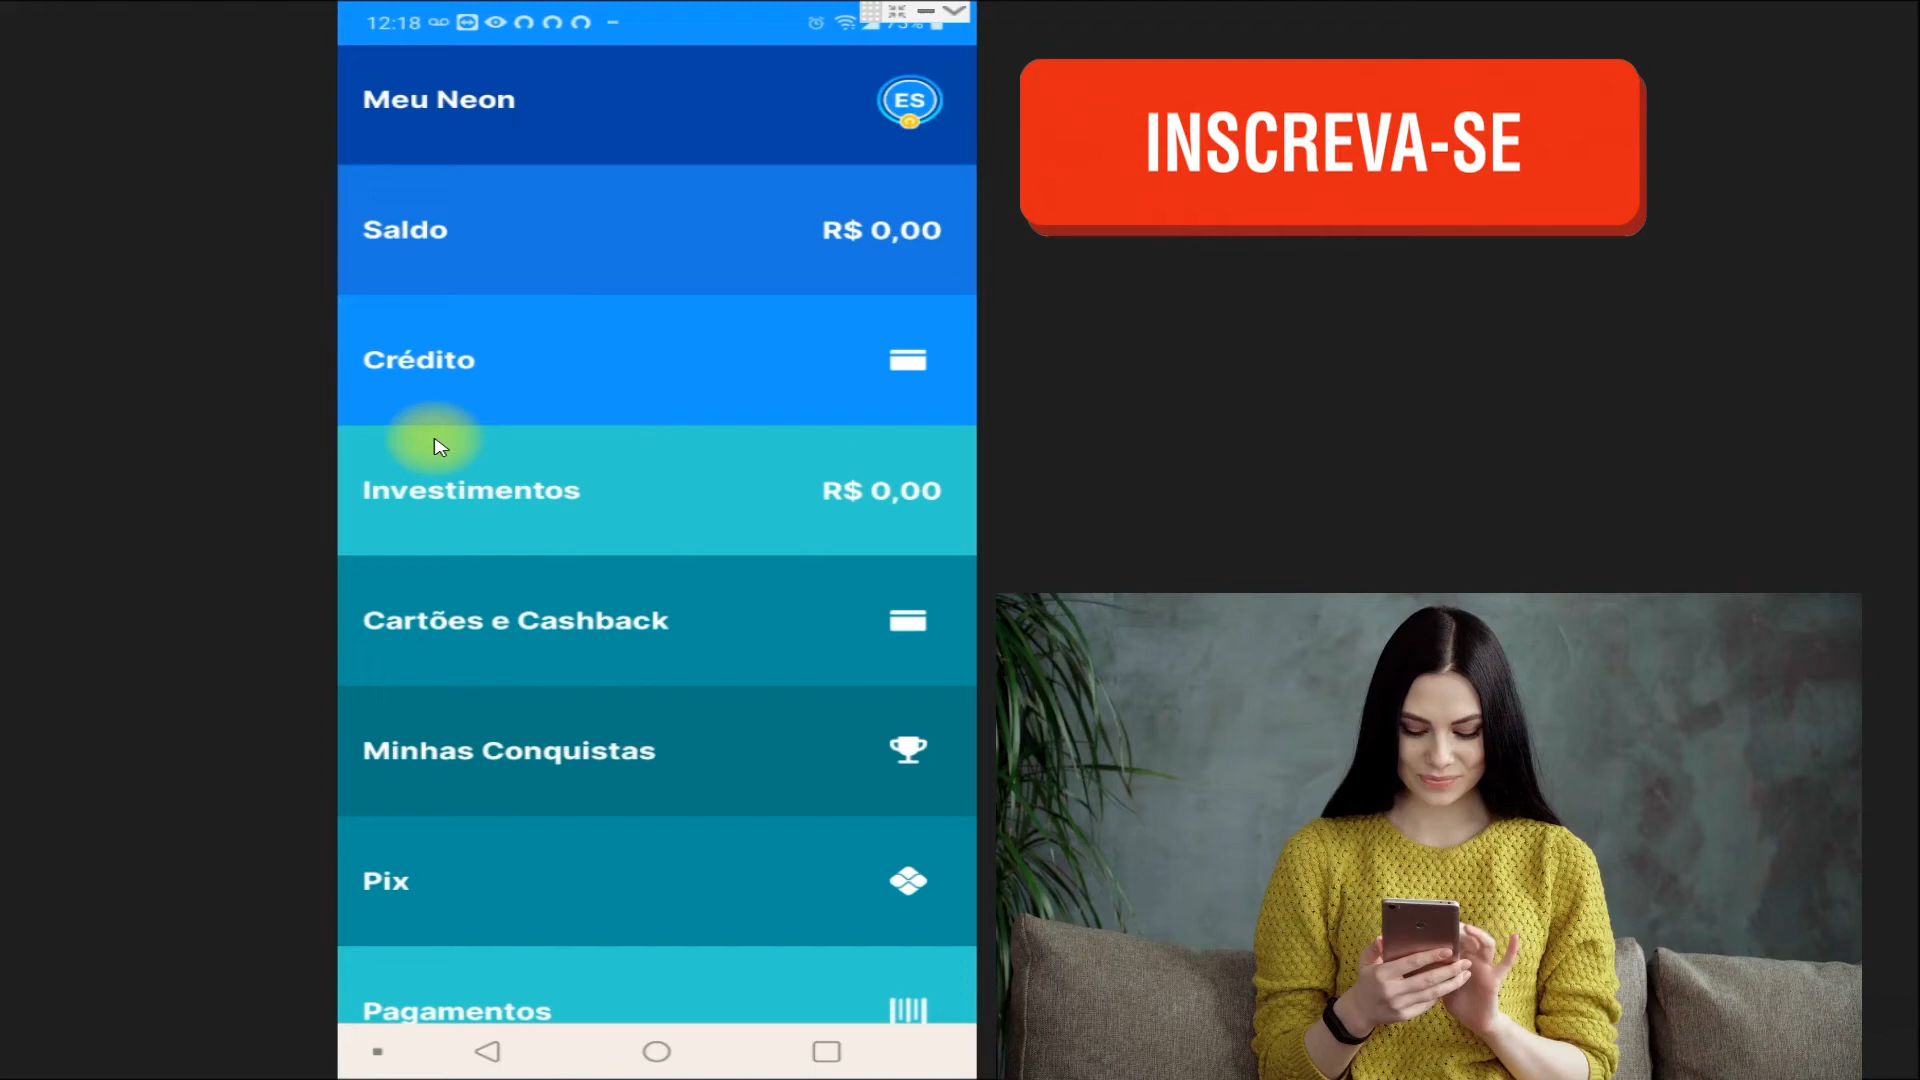 12:18
75%
Meu Neon
ES
Saldo
R$ 0,00
Crédito
Investimentos
R$ 0,00
Cartões e Cashback
Minhas Conquistas
Pix
Pagamentos
INSCREVA-SE